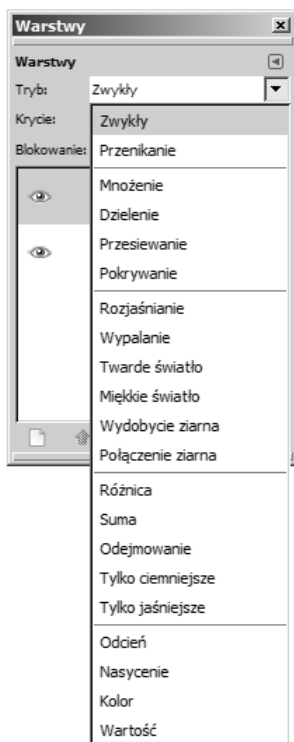 Warstwy
Warstwy
Tryb: Zwykły
Krycie:
Blokowanie:
Zwykły
Przenikanie
Mnożenie
Dzielenie
Przesiewanie
Pokrywanie
Rozjaśnianie
Wypalanie
Twarde światło
Miękkie światło
Wydobycie ziarna
Połączenie ziarna
Różnica
Suma
Odejmowanie
Tylko ciemniejsze
Tylko jaśniejsze
Odcień
Nasycenie
Kolor
Wartość